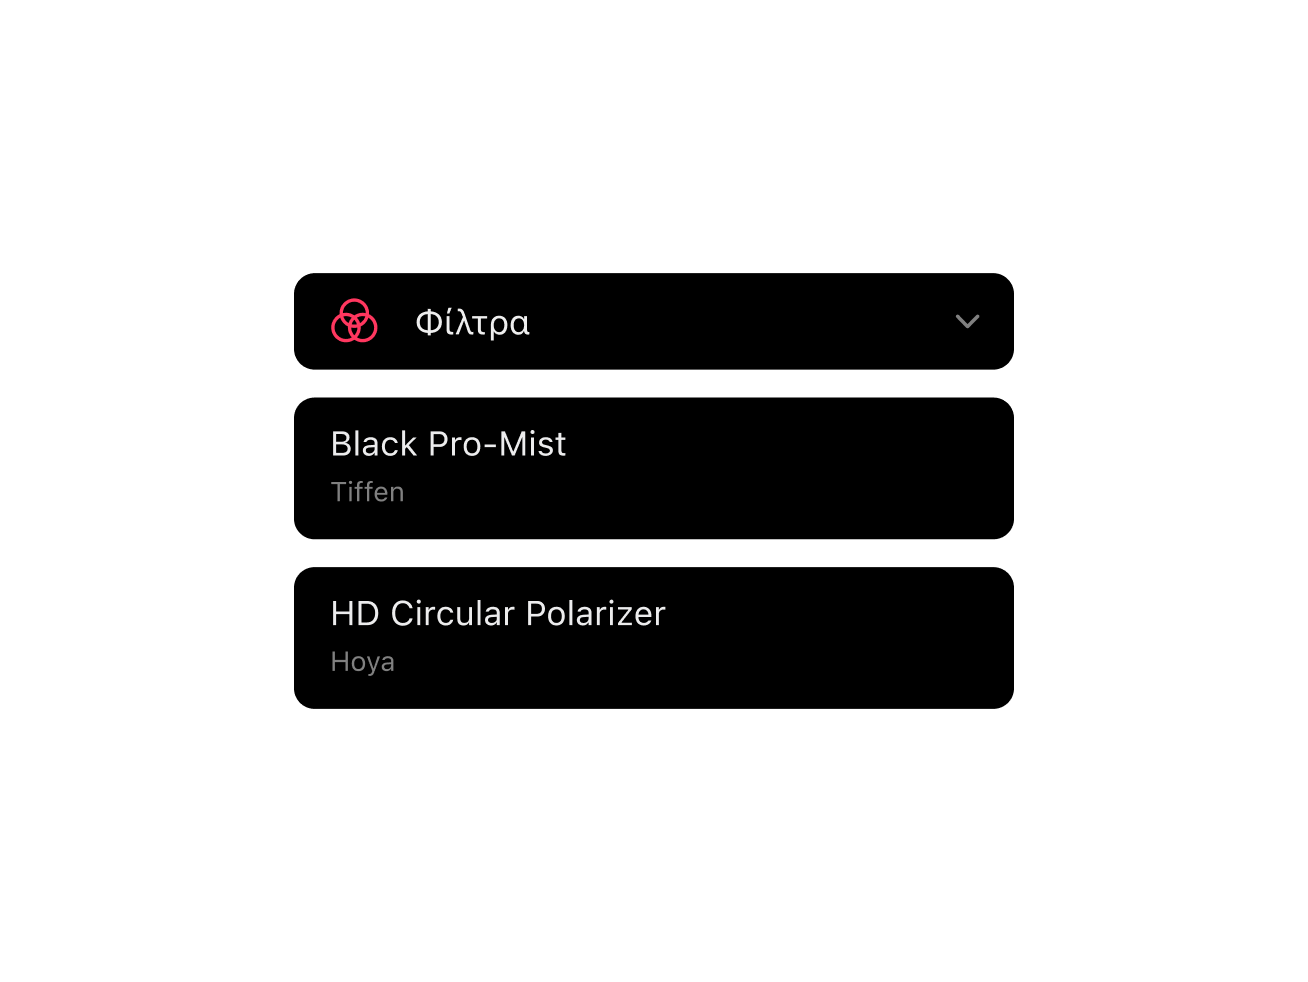 Φίλτρα
Black Pro-Mist
Tiffen
HD Circular Polarizer
Hoya